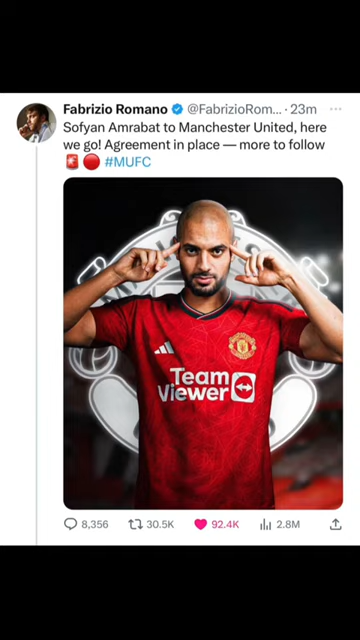 Fabrizio Romano @FabrizioRom... · 23m
Sofyan Amrabat to Manchester United, here
we go! Agreement in place — more to follow
🚨 🔴 #MUFC
Team
Viewer
8,356 30.5K 92.4K 2.8M